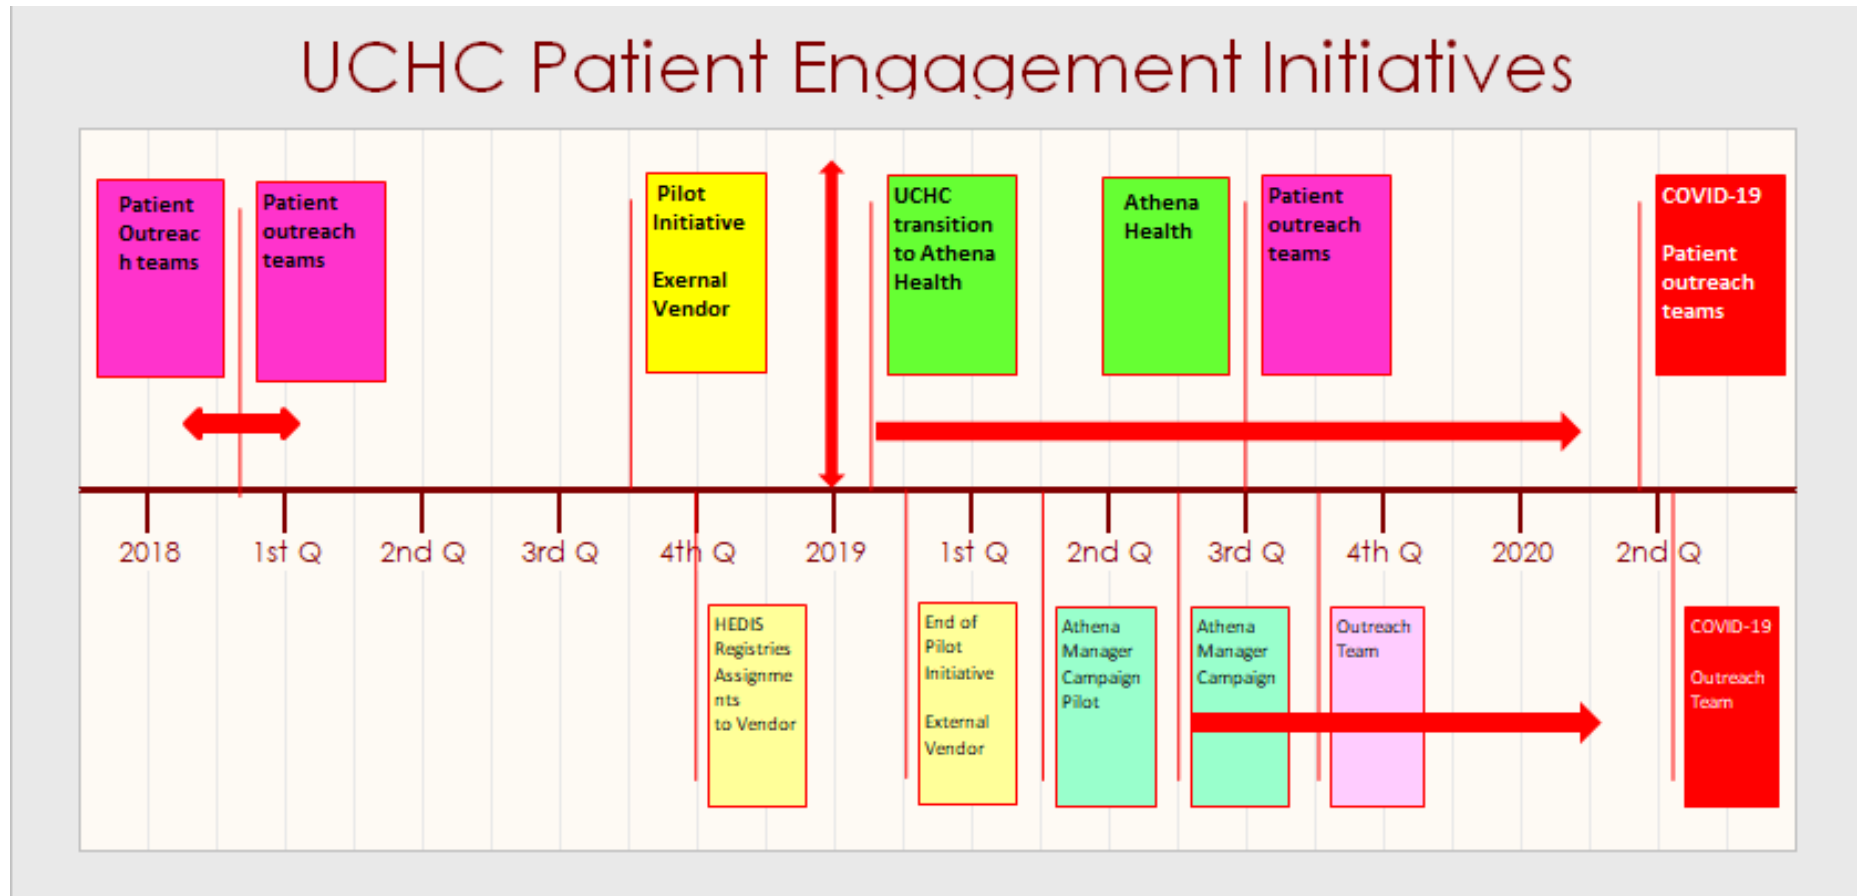 UCHC Patient Engagement Initiatives
Patient
Outreac
h teams
Patient
outreach
teams
Pilot
Initiative
Exernal
Vendor
UCHC
transition
to Athena
Health
Athena
Health
Patient
outreach
teams
COVID-19
Patient
outreach
teams
2018
1st Q
2nd Q
3rd Q
4th Q
2019
1st Q
2nd Q
3rd Q
4th Q
2020
2nd Q
HEDIS
Registries
Assignme
nts
to Vendor
End of
Pilot
Initiative
External
Vendor
Athena
Manager
Campaign
Pilot
Athena
Manager
Campaign
Outreach
Team
COVID-19
Outreach
Team